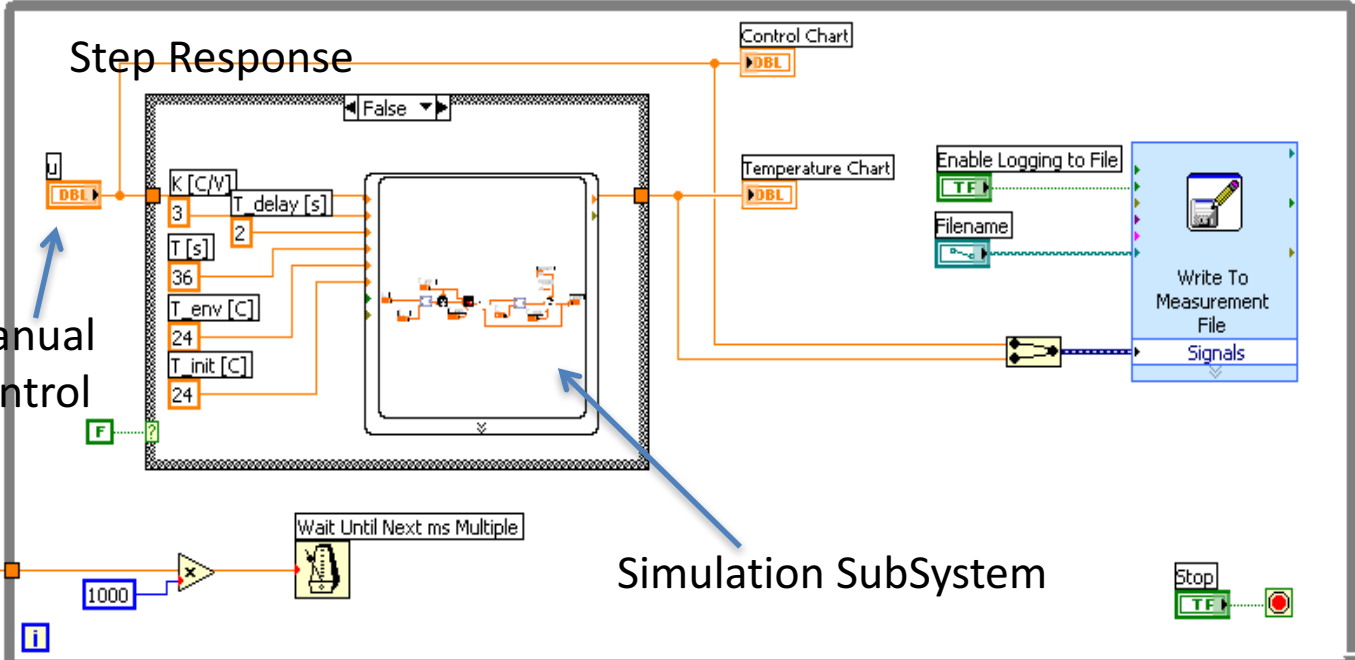 Control Chart
DBL
Step Response
False
u
DBL
K [C/V]
3
T_delay [s]
2
T [s]
36
T_env [C]
24
T_init [C]
24
F
?
Temperature Chart
DBL
Enable Logging to File
TF
Filename
Write To
Measurement
File
Signals
anual
ntrol
Wait Until Next ms Multiple
x
1000
i
Simulation SubSystem
Stop
TF